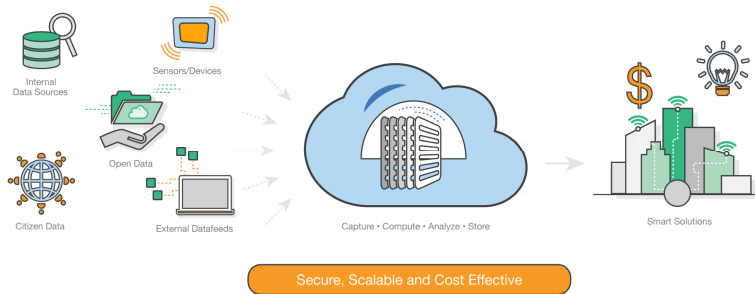 Internal
Data Sources
Sensors/Devices
Open Data
Citizen Data
External Datafeeds
Capture • Compute • Analyze • Store
Smart Solutions
Secure, Scalable and Cost Effective